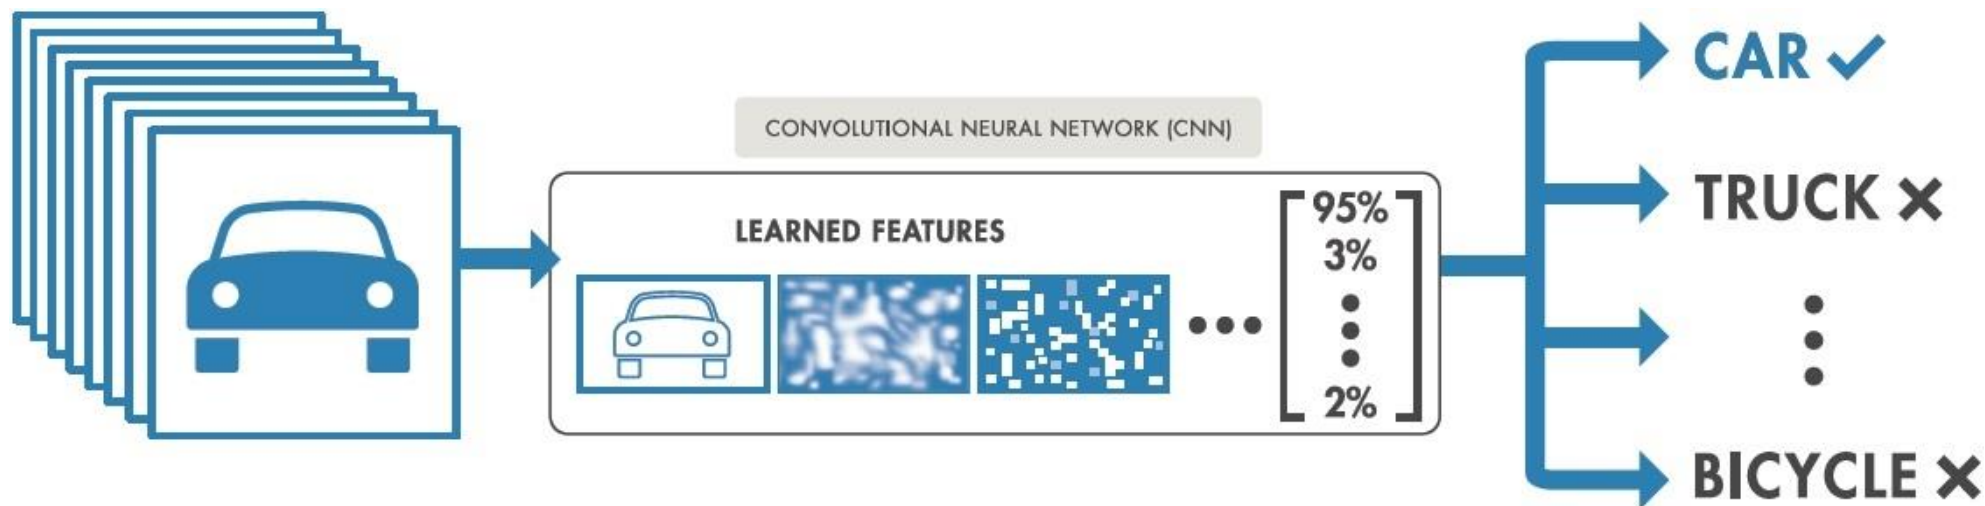 CONVOLUTIONAL NEURAL NETWORK (CNN)
LEARNED FEATURES
95%
3%
2%
CAR
TRUCK
BICYCLE